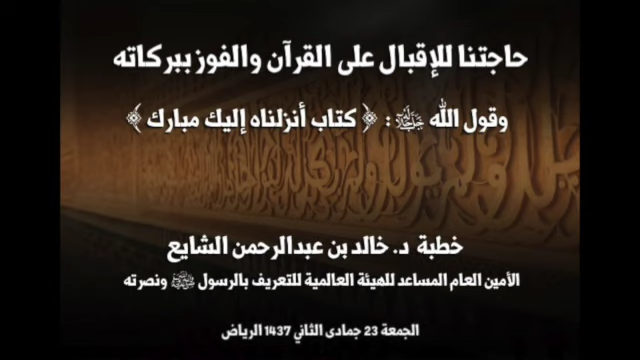 حاجتنا للإقبال على القرآن والفوز ببركاته
وقول الله ﷻ : ﴿ كتاب أنزلناه إليك مبارك ﴾
خطبة د. خالد بن عبدالرحمن الشايع
الأمين العام المساعد للهيئة العالمية للتعريف بالرسول ﷺ ونصرته
الجمعة 23 جمادى الثاني 1437 الرياض